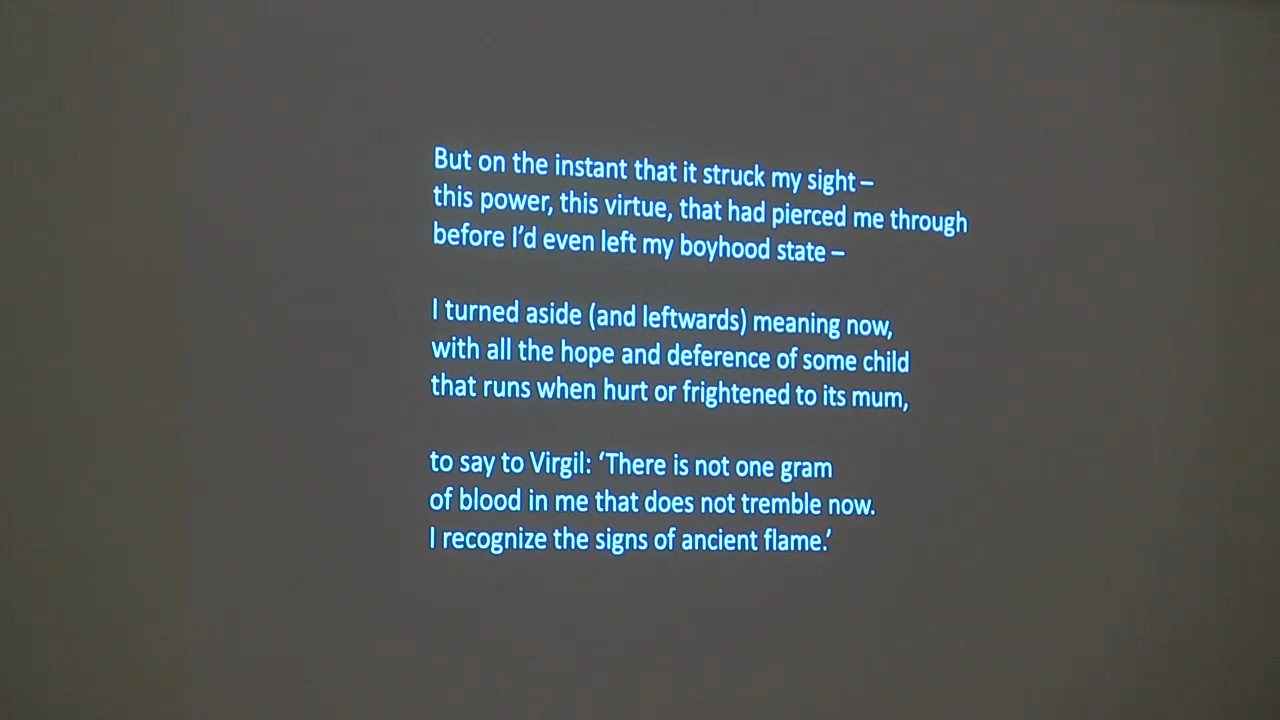 But on the instant that it struck my sight –
this power, this virtue, that had pierced me through
before I’d even left my boyhood state –
I turned aside (and leftwards) meaning now,
with all the hope and deference of some child
that runs when hurt or frightened to its mum,
to say to Virgil: ‘There is not one gram
of blood in me that does not tremble now.
I recognize the signs of ancient flame.’